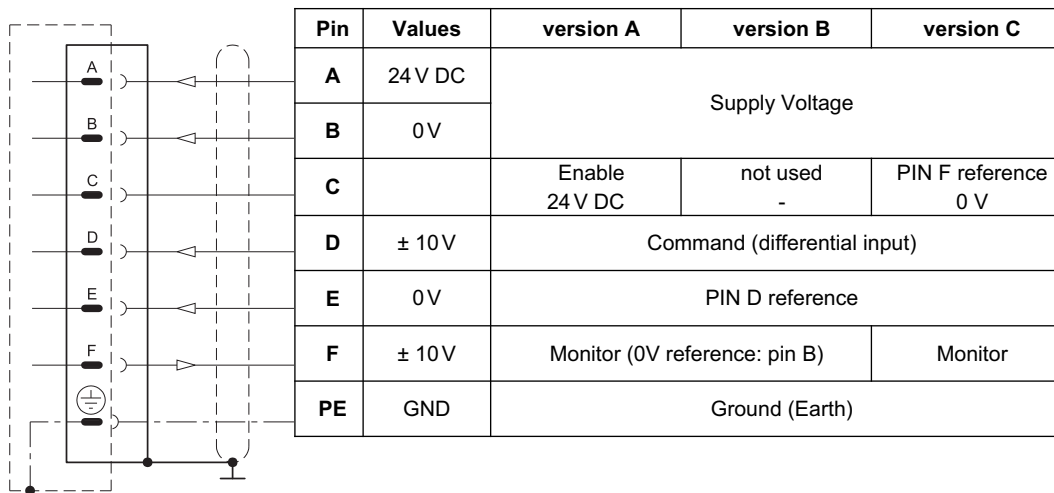 Pin Values version A version B version C
A 24 V DC Supply Voltage
B 0 V
C Enable 24 V DC not used - PIN F reference 0 V
D ± 10 V Command (differential input)
E 0 V PIN D reference
F ± 10 V Monitor (0V reference: pin B) Monitor
PE GND Ground (Earth)
A
B
C
D
E
F